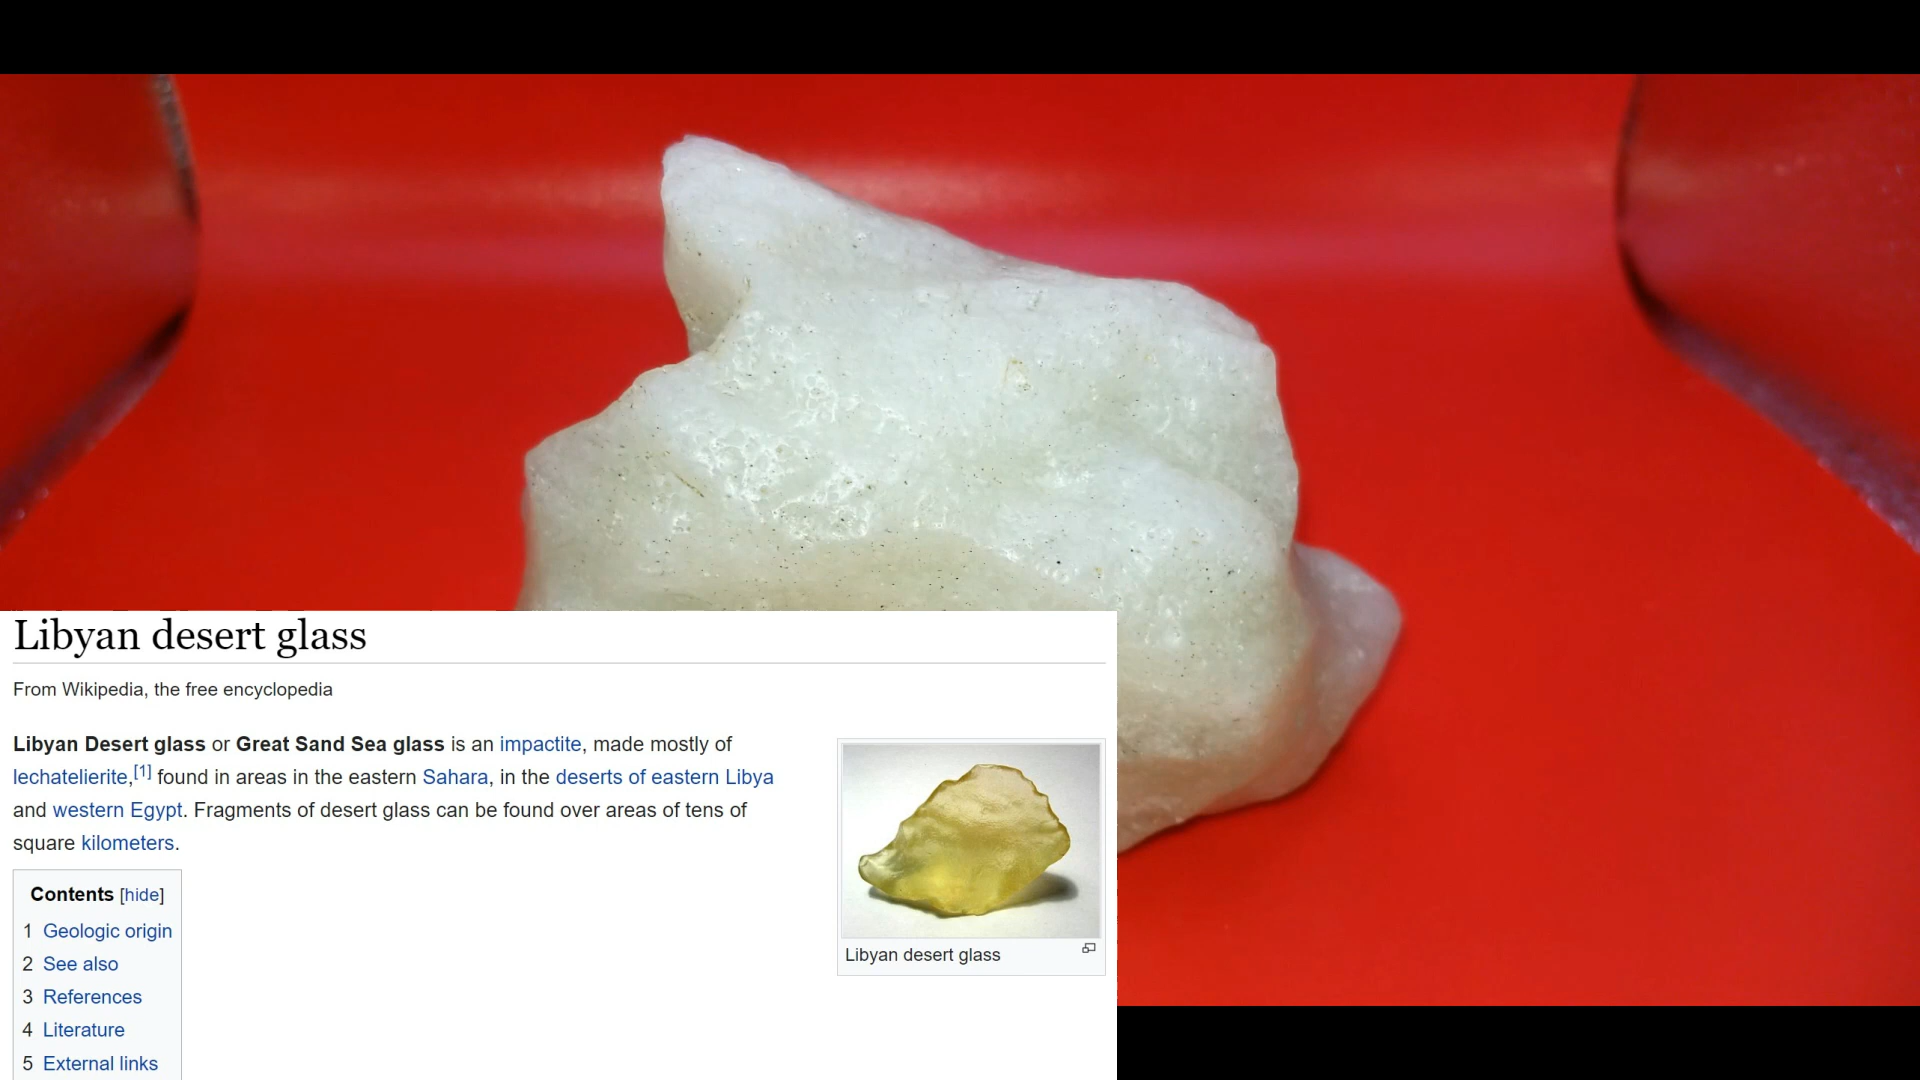 Libyan desert glass
From Wikipedia, the free encyclopedia
Libyan Desert glass or Great Sand Sea glass is an impactite, made mostly of
lechatelierite,[1] found in areas in the eastern Sahara, in the deserts of eastern Libya
and western Egypt. Fragments of desert glass can be found over areas of tens of
square kilometers.
Libyan desert glass
Contents [hide]
1 Geologic origin
2 See also
3 References
4 Literature
5 External links